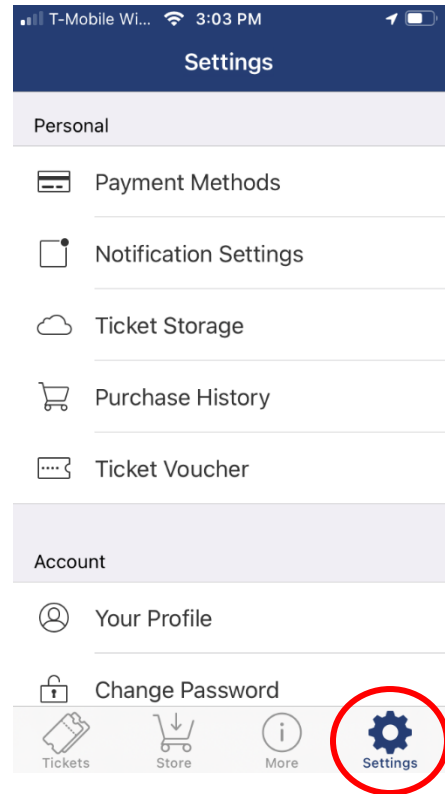 T-Mobile Wi... 3:03 PM
Settings
Personal
Payment Methods
Notification Settings
Ticket Storage
Purchase History
Ticket Voucher
Account
Your Profile
Change Password
Tickets Store More Settings